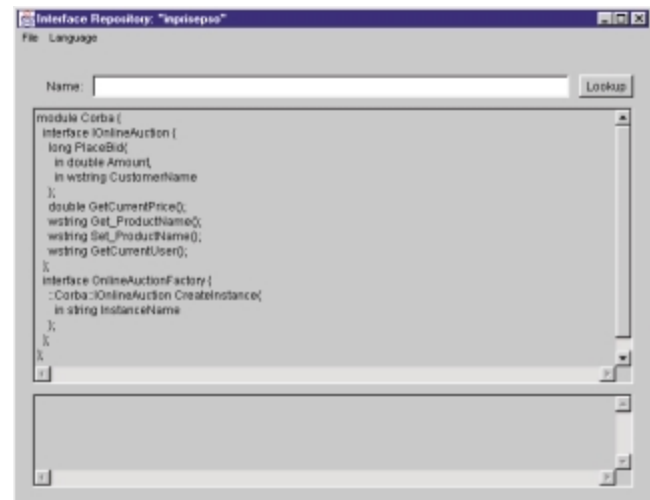 Interface Repository: "inprisepso"
File Language
Name: Lookup
module Corba {
interface IOnlineAuction {
long PlaceBid(
in double Amount,
in wstring CustomerName
);
double GetCurrentPrice();
wstring Get_ProductName();
wstring Set_ProductName();
wstring GetCurrentUser();
};
interface OnlineAuctionFactory {
::Corba::IOnlineAuction CreateInstance(
in string InstanceName
);
};
};